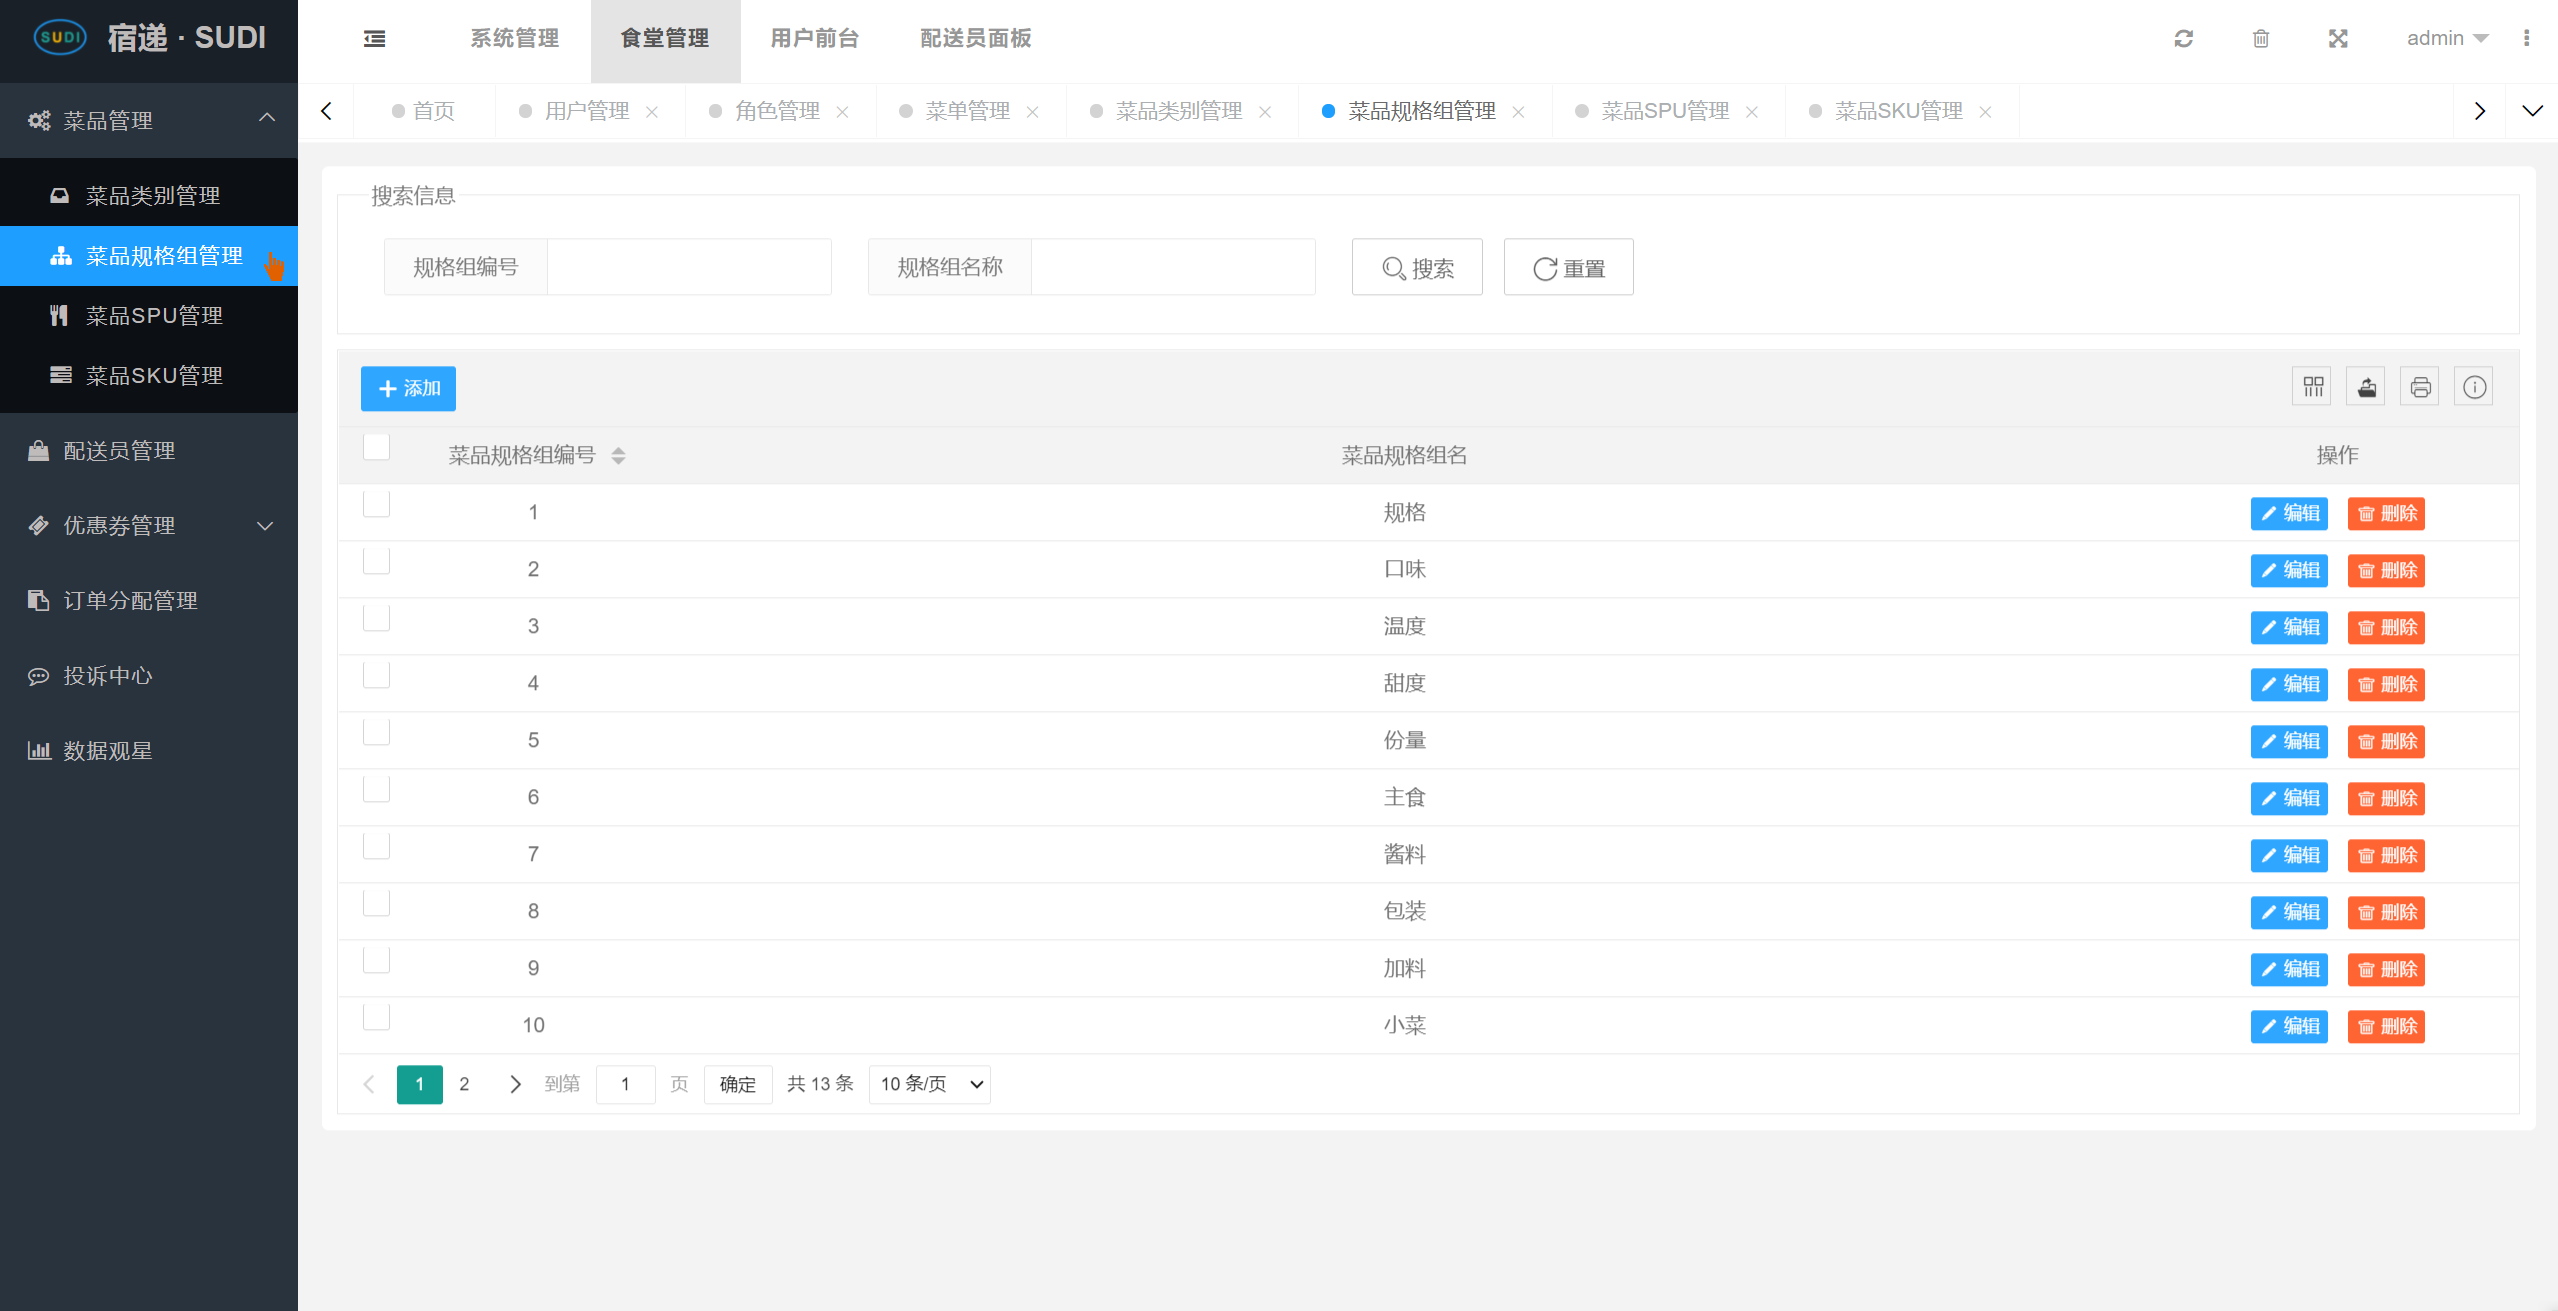 SUDI 宿递 · SUDI
系统管理 食堂管理 用户前台 配送员面板 admin
首页 用户管理 角色管理 菜单管理 菜品类别管理 菜品规格组管理 菜品SPU管理 菜品SKU管理
菜品管理
菜品类别管理
菜品规格组管理
菜品SPU管理
菜品SKU管理
配送员管理
优惠券管理
订单分配管理
投诉中心
数据观星
搜索信息
规格组编号 规格组名称 搜索 重置
添加
菜品规格组编号 菜品规格组名 操作
1 规格 编辑 删除
2 口味 编辑 删除
3 温度 编辑 删除
4 甜度 编辑 删除
5 份量 编辑 删除
6 主食 编辑 删除
7 酱料 编辑 删除
8 包装 编辑 删除
9 加料 编辑 删除
10 小菜 编辑 删除
1 2 到第 1 页 确定 共 13 条 10 条/页